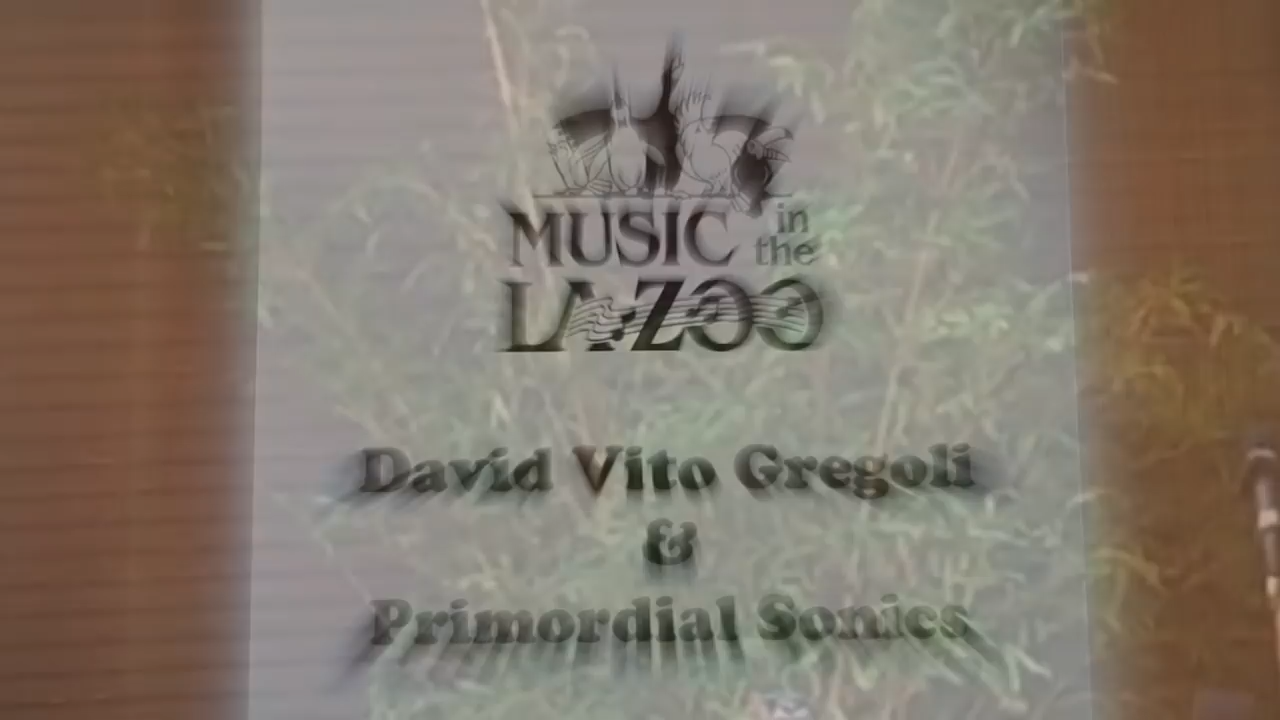 MUSIC in the
LA ZOO
David Vito Gregoli
&
Primordial Sonics